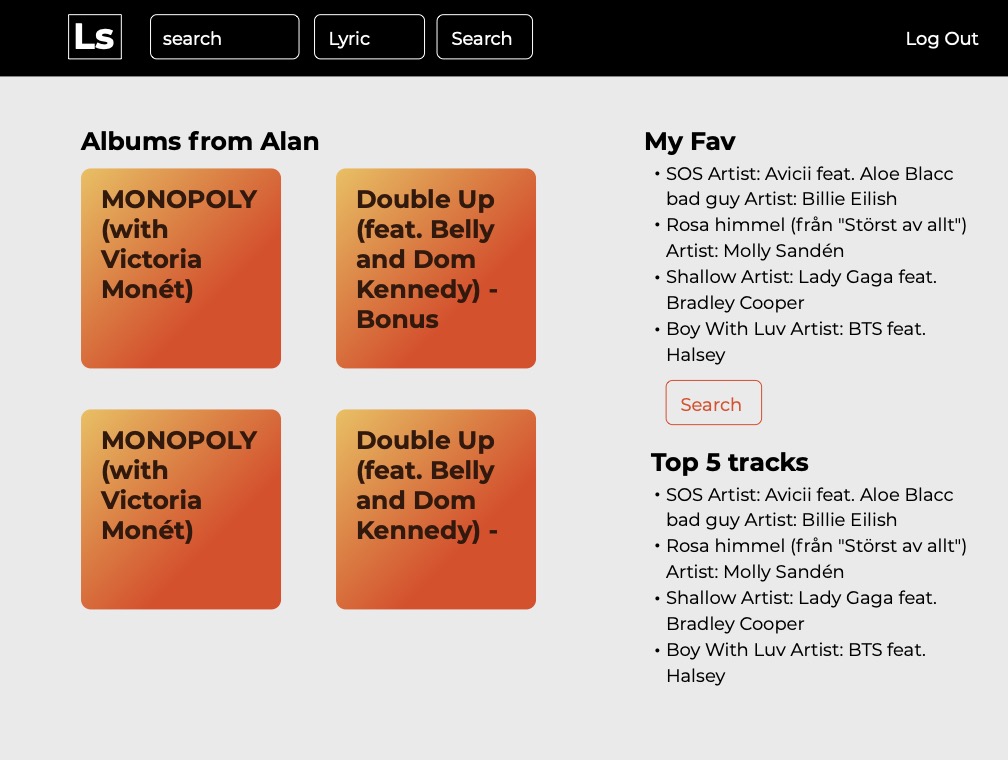 Ls
search
Lyric
Search
Log Out
Albums from Alan
MONOPOLY
(with
Victoria
Monét)
Double Up
(feat. Belly
and Dom
Kennedy) -
Bonus
MONOPOLY
(with
Victoria
Monét)
Double Up
(feat. Belly
and Dom
Kennedy) -
My Fav
• SOS Artist: Avicii feat. Aloe Blacc
bad guy Artist: Billie Eilish
• Rosa himmel (från "Störst av allt")
Artist: Molly Sandén
• Shallow Artist: Lady Gaga feat.
Bradley Cooper
• Boy With Luv Artist: BTS feat.
Halsey
Search
Top 5 tracks
• SOS Artist: Avicii feat. Aloe Blacc
bad guy Artist: Billie Eilish
• Rosa himmel (från "Störst av allt")
Artist: Molly Sandén
• Shallow Artist: Lady Gaga feat.
Bradley Cooper
• Boy With Luv Artist: BTS feat.
Halsey